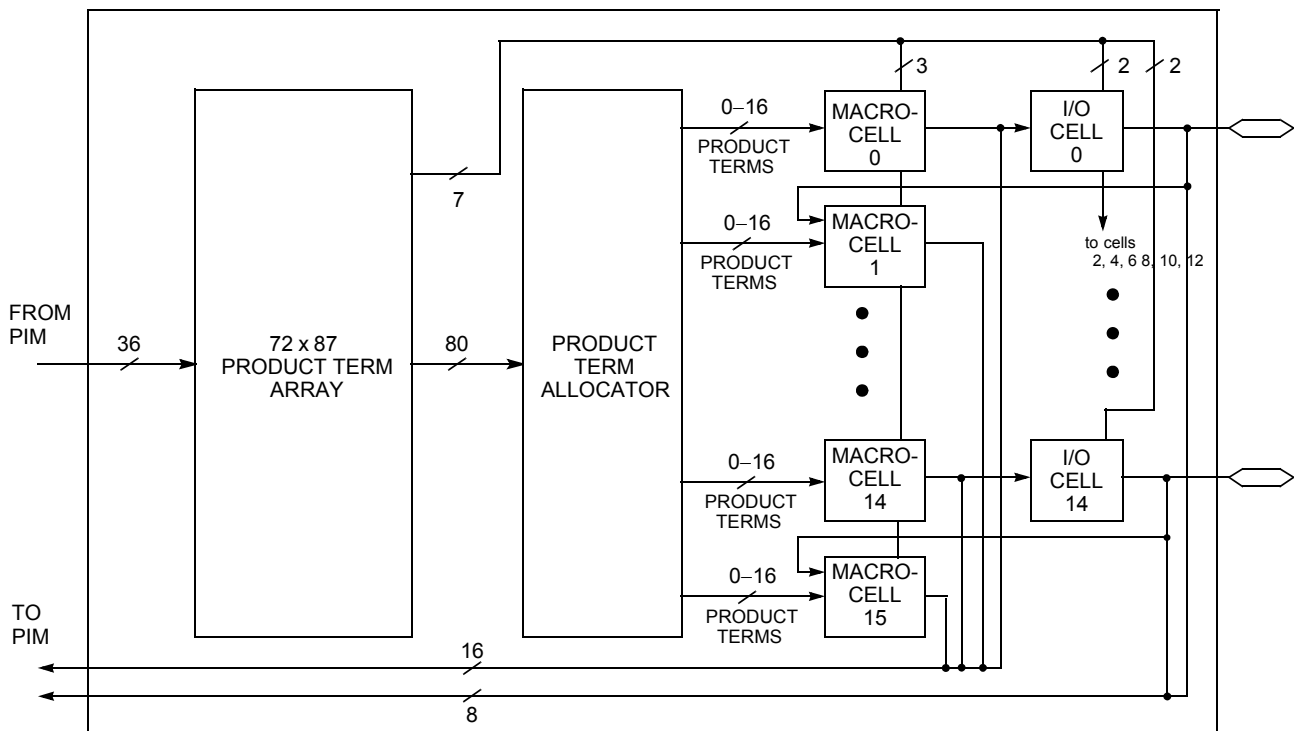 3
2
2
0–16
PRODUCT
TERMS
MACRO-
CELL
0
I/O
CELL
0
7
0–16
PRODUCT
TERMS
MACRO-
CELL
1
to cells
2, 4, 6 8, 10, 12
FROM
PIM
36
72 x 87
PRODUCT TERM
ARRAY
80
PRODUCT
TERM
ALLOCATOR
0–16
PRODUCT
TERMS
MACRO-
CELL
14
I/O
CELL
14
0–16
PRODUCT
TERMS
MACRO-
CELL
15
TO
PIM
16
8